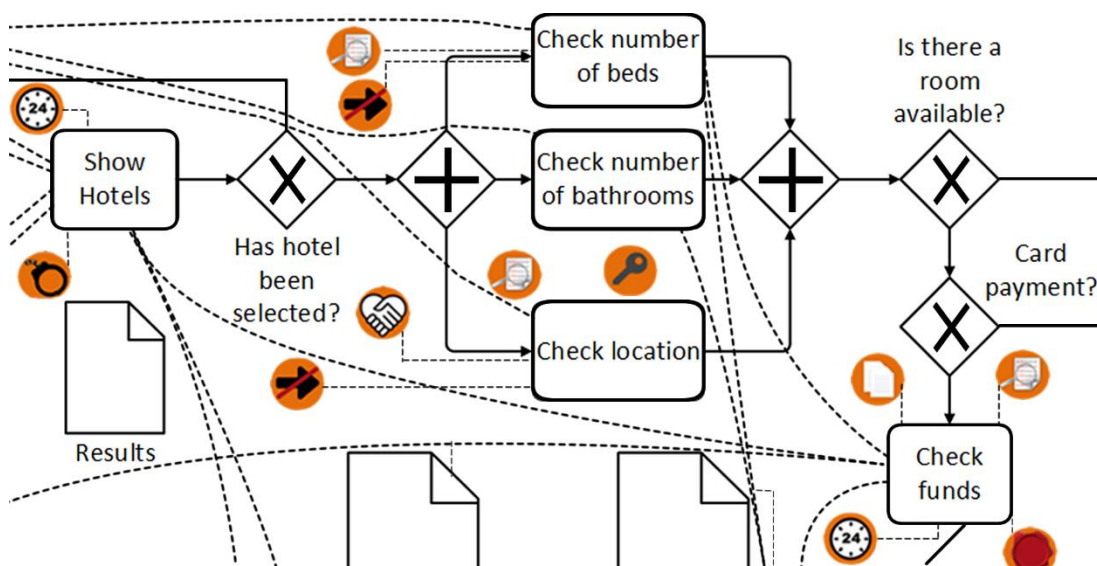 Check number
of beds
Is there a
room
available?
24
Show
Hotels
Check number
of bathrooms
Has hotel
been
selected?
Card
payment?
Check location
Results
Check
funds
24